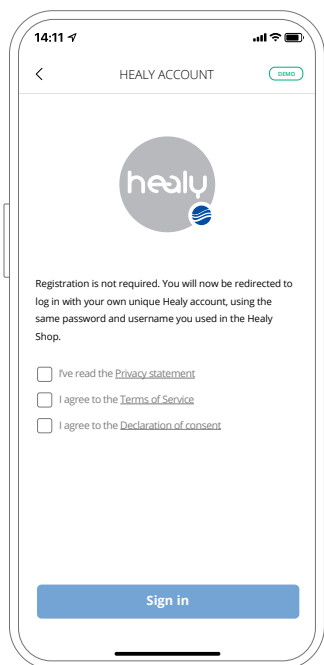 14:11
HEALY ACCOUNT
DEMO
healy
Registration is not required. You will now be redirected to
log in with your own unique Healy account, using the
same password and username you used in the Healy
Shop.
I've read the Privacy statement
I agree to the Terms of Service
I agree to the Declaration of consent
Sign in